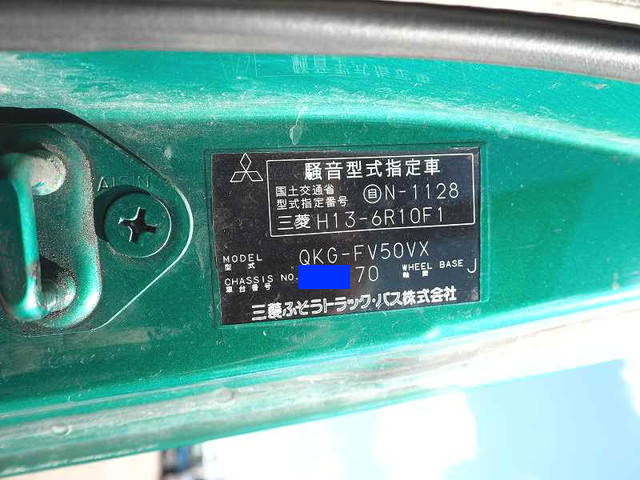 AISIN
騒音型式指定車
国土交通省
型式指定番号
自N-1128
三菱 H13-6R10F1
MODEL
型式
QKG-FV50VX
CHASSIS NO.
車台番号
70
WHEEL BASE
軸距
J
三菱ふそうトラック・バス株式会社